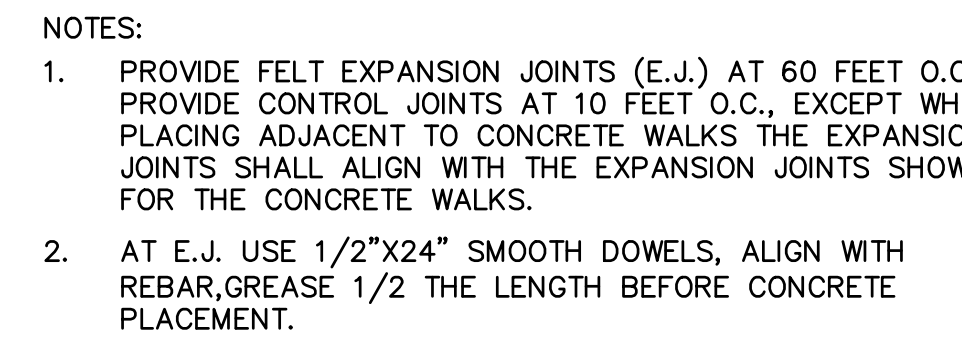 NOTES:
1. PROVIDE FELT EXPANSION JOINTS (E.J.) AT 60 FEET
PROVIDE CONTROL JOINTS AT 10 FEET O.C., EXCEPT
PLACING ADJACENT TO CONCRETE WALKS THE
JOINTS SHALL ALIGN WITH THE EXPANSION JOINTS
FOR THE CONCRETE WALKS.
2. AT E.J. USE 1/2”X24” SMOOTH DOWELS, ALIGN WITH
REBAR,GREASE 1/2 THE LENGTH BEFORE CONCRETE
PLACEMENT.